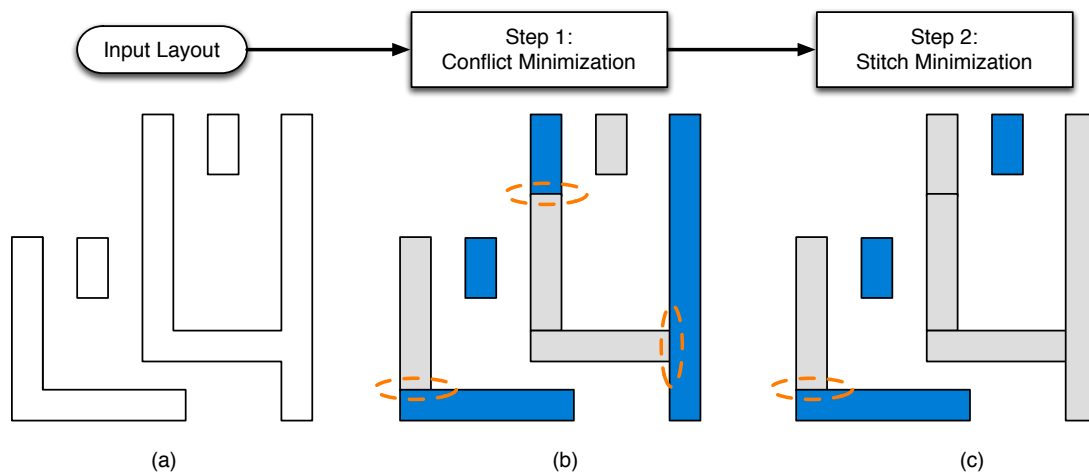 Input Layout
Step 1:
Conflict Minimization
Step 2:
Stitch Minimization
(a)
(b)
(c)